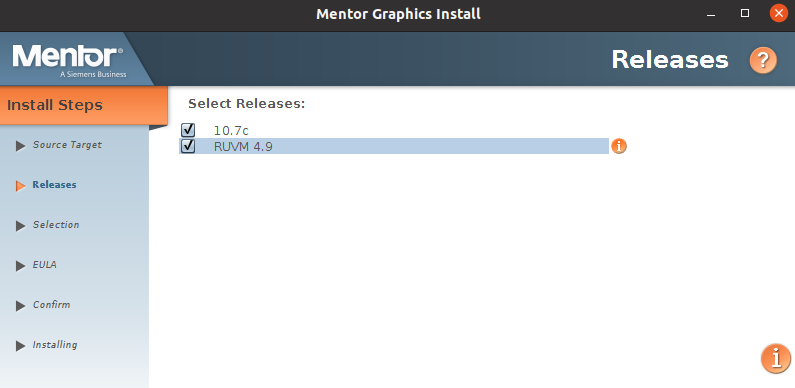 Mentor Graphics Install
Mentor®
A Siemens Business
Releases
?
Install Steps
Source Target
Releases
Selection
EULA
Confirm
Installing
Select Releases:
10.7c
RUVM 4.9
i
i